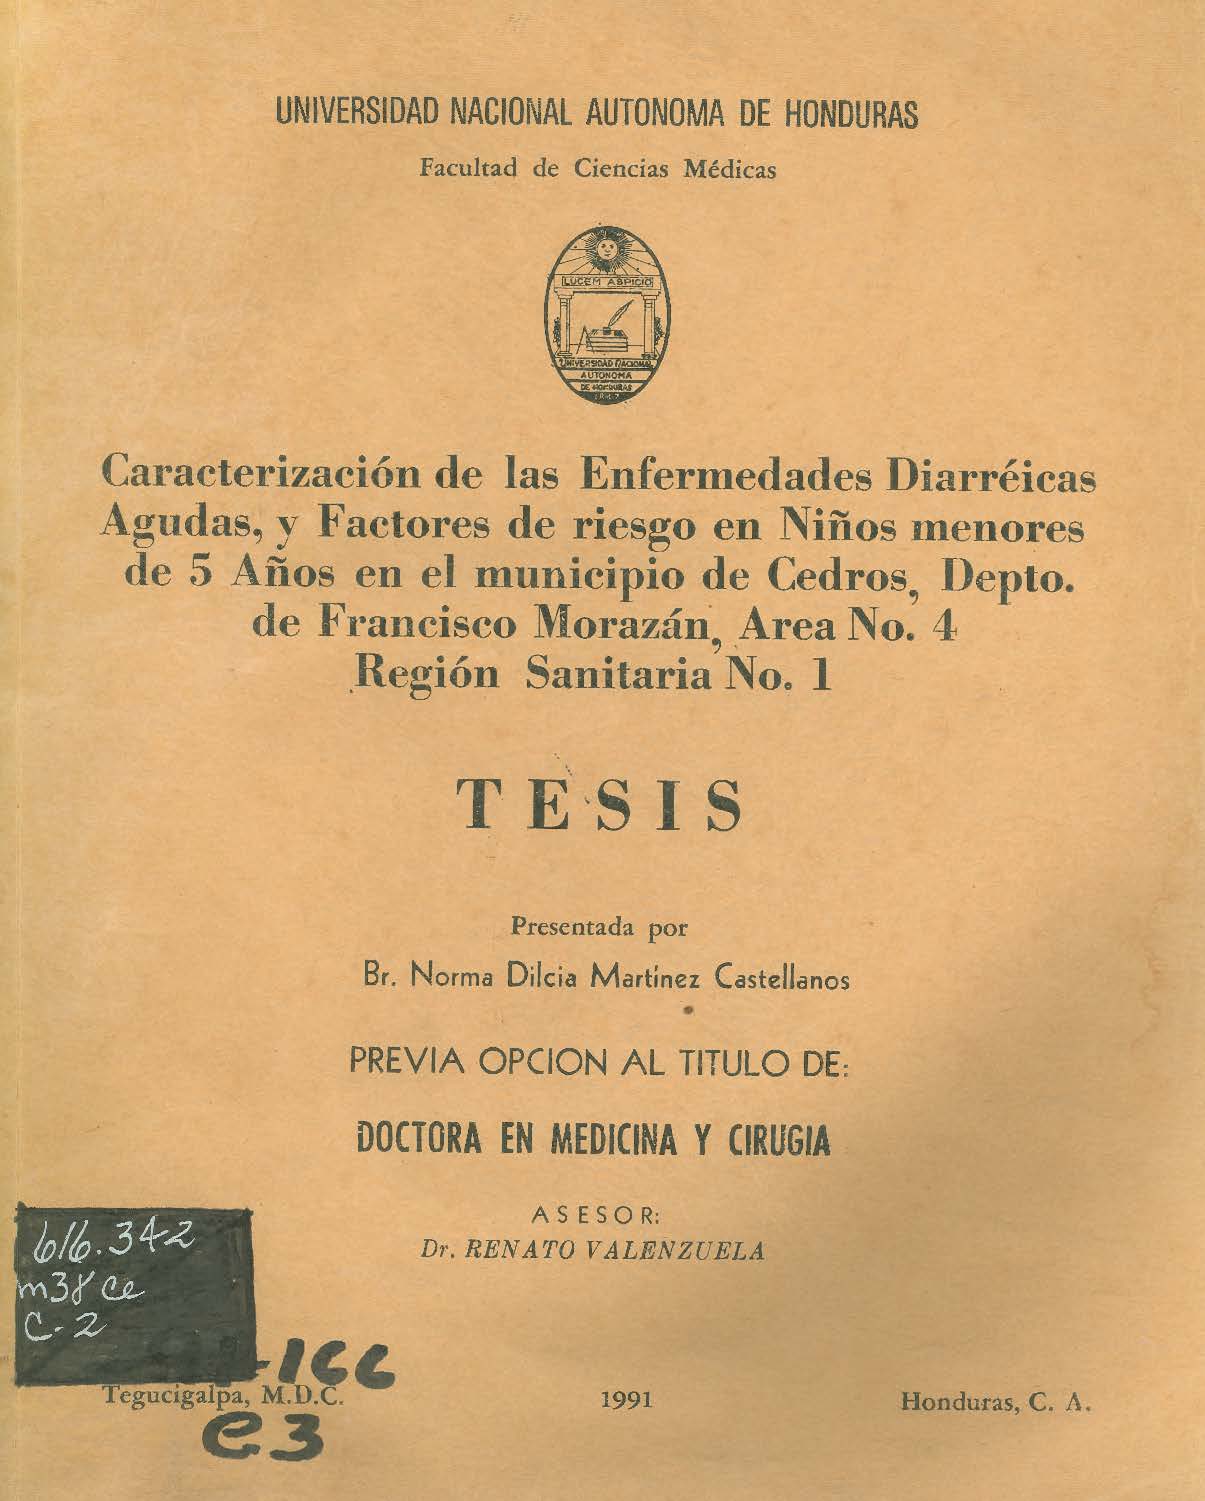 UNIVERSIDAD NACIONAL AUTONOMA DE HONDURAS
Facultad de Ciencias Médicas
LUCEM ASPICIO
UNIVERSIDAD NACIONAL
AUTONOMA
DE HONDURAS
Caracterización de las Enfermedades Diarréicas
Agudas, y Factores de riesgo en Niños menores
de 5 Años en el municipio de Cedros, Depto.
de Francisco Morazán, Area No. 4
Región Sanitaria No. 1
TESIS
Presentada por
Br. Norma Dilcia Martínez Castellanos
PREVIA OPCION AL TITULO DE:
DOCTORA EN MEDICINA Y CIRUGIA
ASESOR:
Dr. RENATO VALENZUELA
616.342
m38 ce
C-2
-166
Tegucigalpa, M.D.C. 1991 Honduras, C. A.
C3